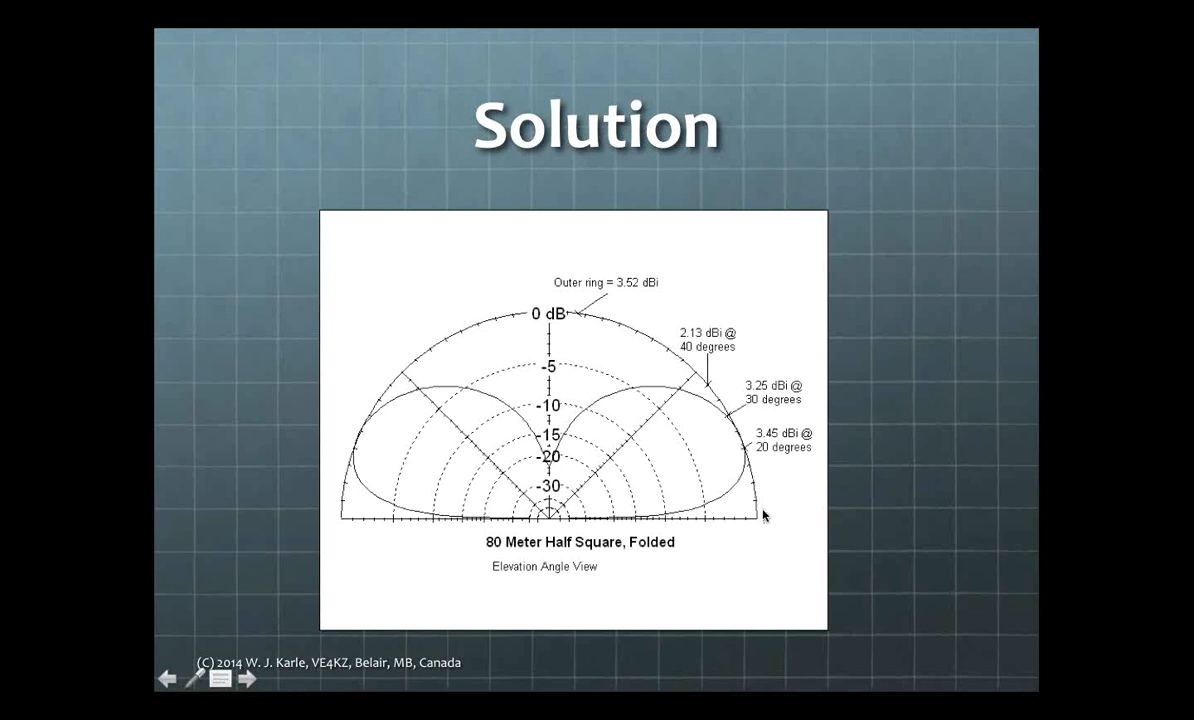 Solution
Outer ring = 3.52 dBi
0 dB
2.13 dBi @
40 degrees
-5
3.25 dBi @
30 degrees
-10
-15
3.45 dBi @
20 degrees
-20
-30
80 Meter Half Square, Folded
Elevation Angle View
(C) 2014 W. J. Karle, VE4KZ, Belair, MB, Canada